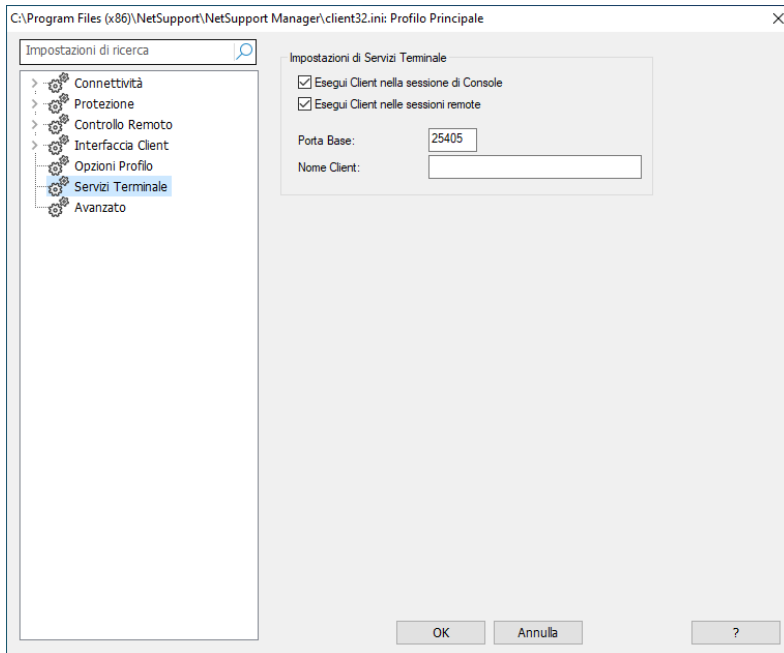 C:\Program Files (x86)\NetSupport\NetSupport Manager\client32.ini: Profilo Principale
Impostazioni di ricerca
Connettività
Protezione
Controllo Remoto
Interfaccia Client
Opzioni Profilo
Servizi Terminale
Avanzato
Impostazioni di Servizi Terminale
Esegui Client nella sessione di Console
Esegui Client nelle sessioni remote
Porta Base: 25405
Nome Client:
OK Annulla ?